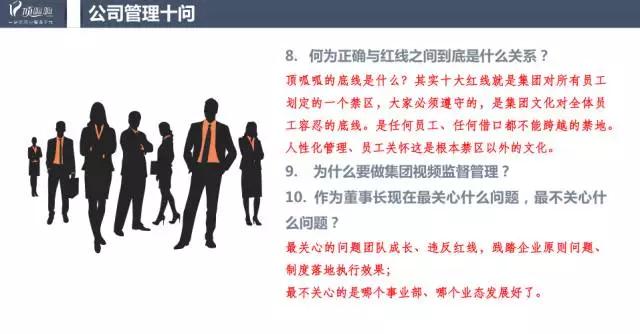 顶呱呱
公司管理十问
8. 何为正确与红线之间到底是什么关系？
顶呱呱的底线是什么？其实十大红线就是集团对所有员工
划定的一个禁区，大家必须遵守的，是集团文化对全体员
工容忍的底线。是任何员工、任何借口都不能跨越的禁地。
人性化管理、员工关怀这是根本禁区以外的文化。
9. 为什么要做集团视频监督管理？
10. 作为董事长现在最关心什么问题，最不关心什
么问题？
最关心的问题团队成长、违反红线，践踏企业原则问题、
制度落地执行效果；
最不关心的是哪个事业部、哪个业态发展好了。